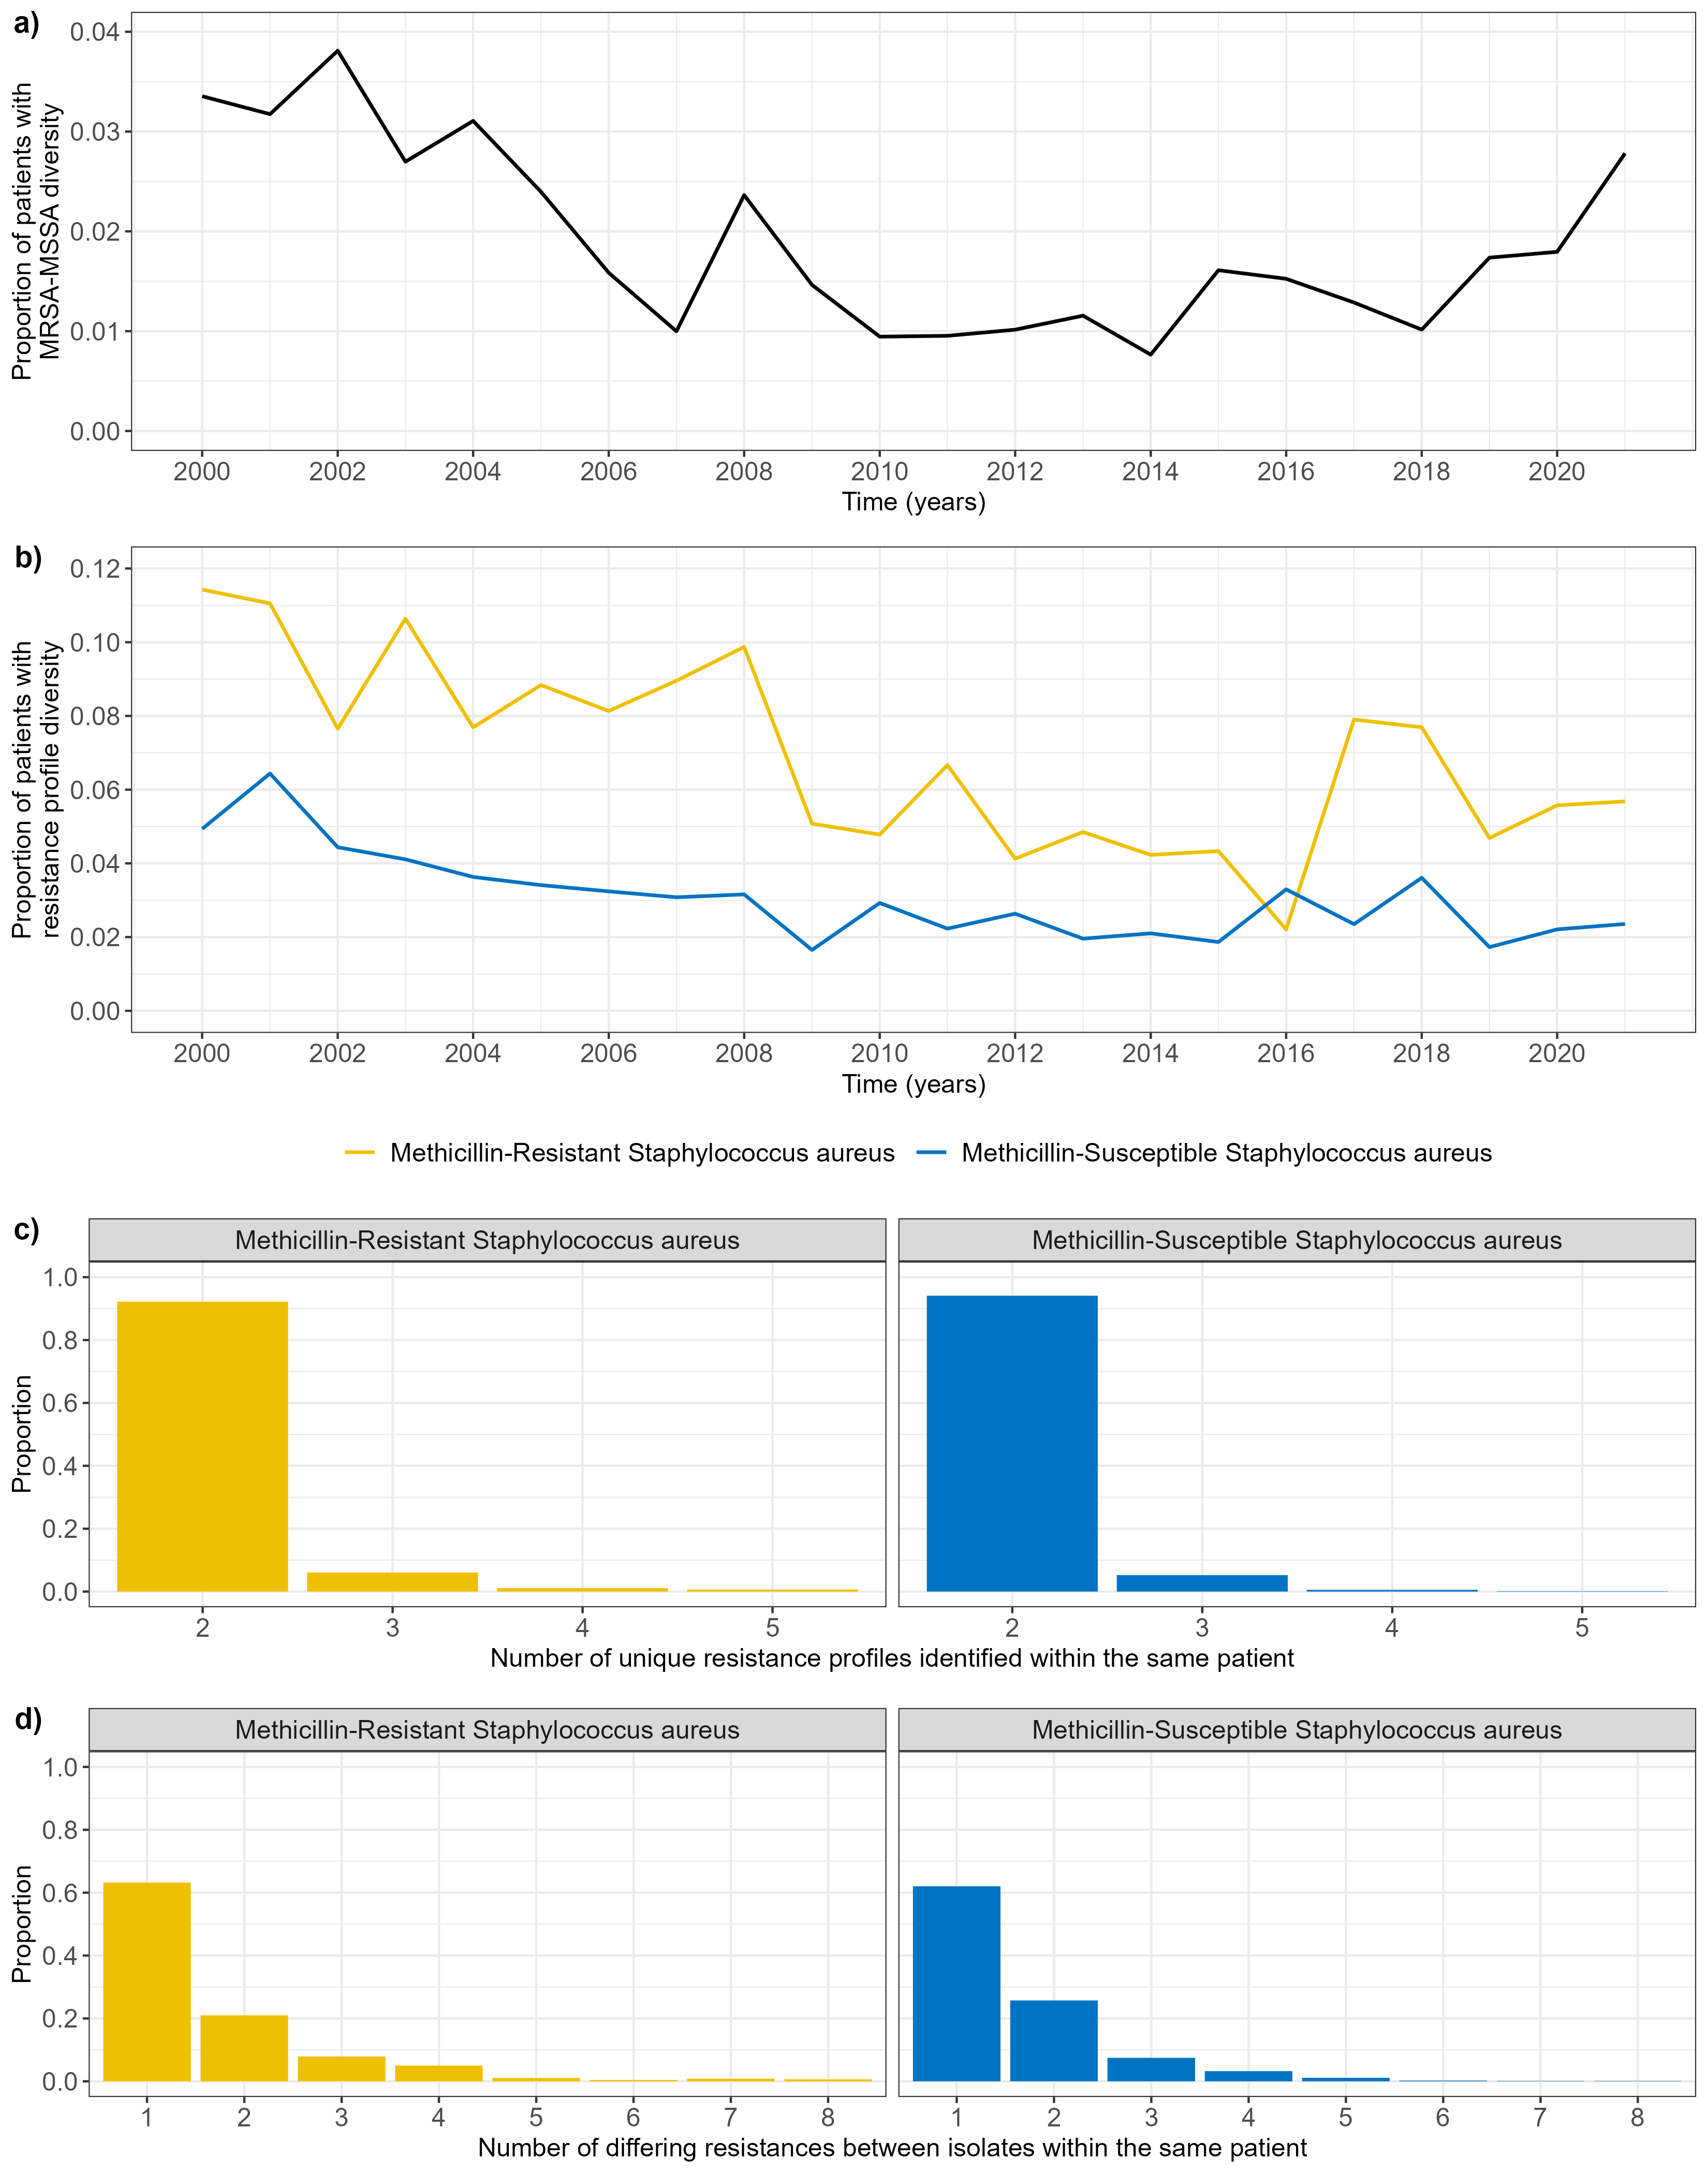 a)
Proportion of patients with
MRSA-MSSA diversity
0.04
0.03
0.02
0.01
0.00
2000 2002 2004 2006 2008 2010 2012 2014 2016 2018 2020
Time (years)
b)
Proportion of patients with
resistance profile diversity
0.12
0.10
0.08
0.06
0.04
0.02
0.00
2000 2002 2004 2006 2008 2010 2012 2014 2016 2018 2020
Time (years)
Methicillin-Resistant Staphylococcus aureus Methicillin-Susceptible Staphylococcus aureus
c)
Methicillin-Resistant Staphylococcus aureus Methicillin-Susceptible Staphylococcus aureus
Proportion
1.0
0.8
0.6
0.4
0.2
0.0
2 3 4 5 2 3 4 5
Number of unique resistance profiles identified within the same patient
d)
Methicillin-Resistant Staphylococcus aureus Methicillin-Susceptible Staphylococcus aureus
Proportion
1.0
0.8
0.6
0.4
0.2
0.0
1 2 3 4 5 6 7 8 1 2 3 4 5 6 7 8
Number of differing resistances between isolates within the same patient